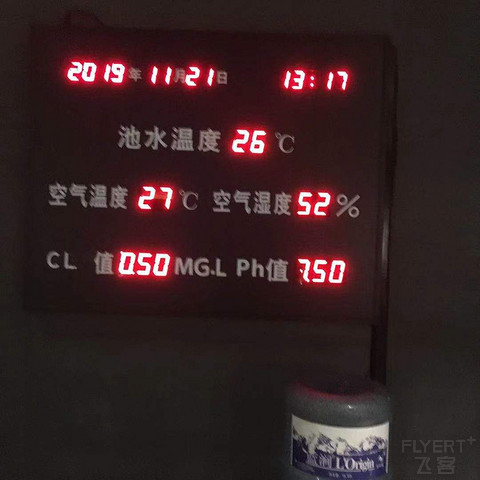 2019年11月21日 13:17
池水温度 26 ℃
空气温度 27 ℃ 空气湿度 52 %
CL 值 0.50 MG.L Ph值 7.50
L'Origin
FLYERT+
飞客